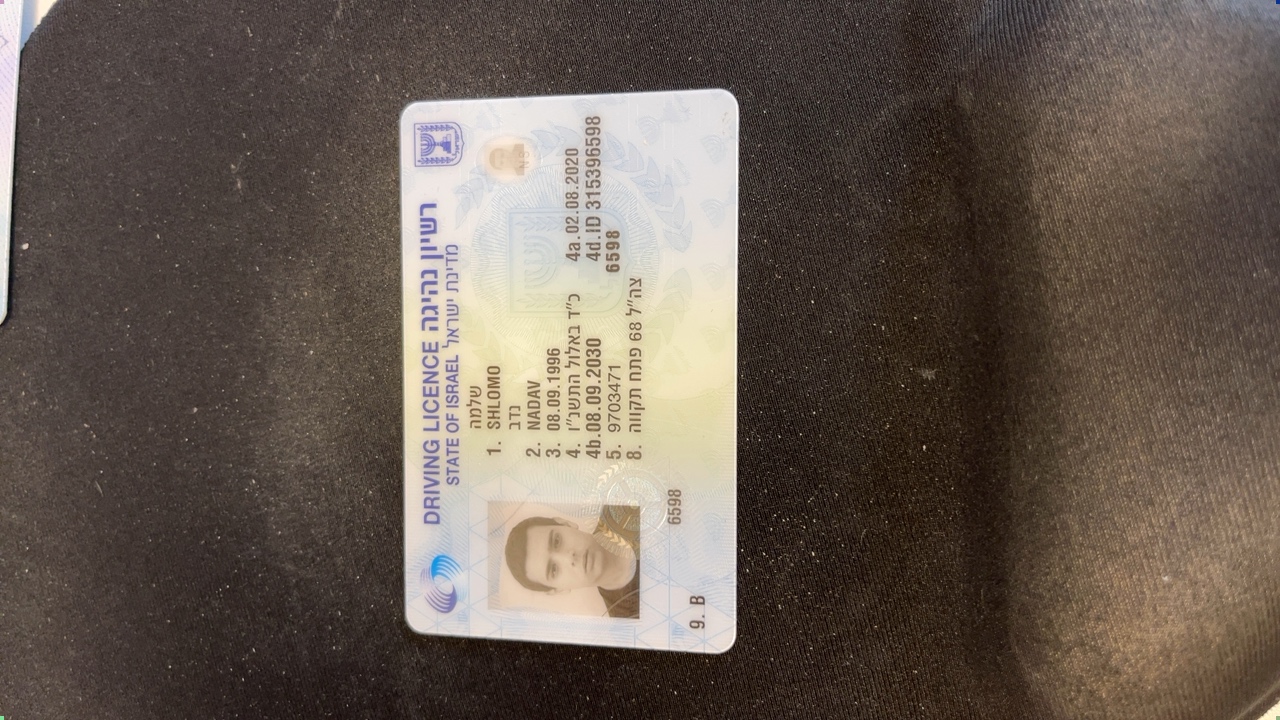 DRIVING LICENCE רשיון נהיגה
STATE OF ISRAEL מדינת ישראל
שלמה
1. SHLOMO
נדב
2. NADAV
3. 08.09.1996
4. כ"ד באלול התשנ"ו 4a.02.08.2020
4b.08.09.2030 4d.ID 315396598
5. 9703471 6598
8. צה"ל 68 פתח תקווה
6598
9. B